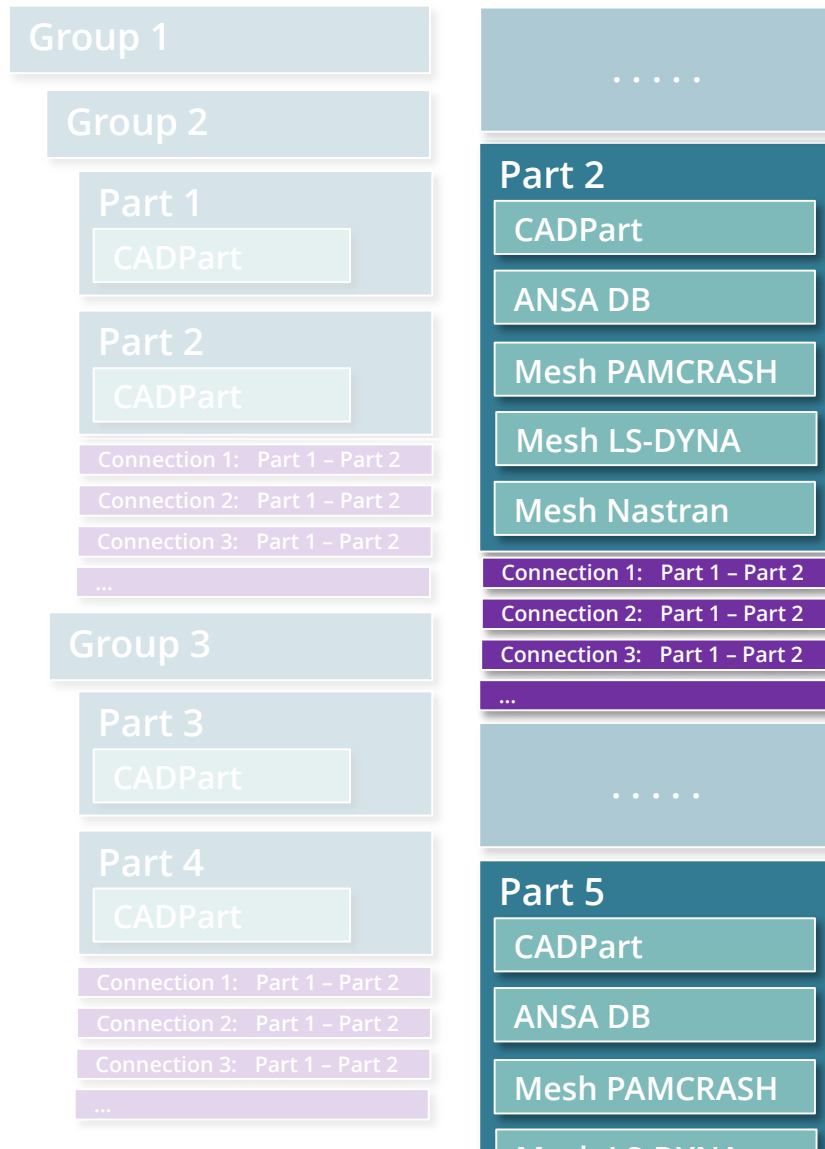 Group 1
Group 2
Part 1
CADPart
Part 2
CADPart
Connection 1: Part 1 – Part 2
Connection 2: Part 1 – Part 2
Connection 3: Part 1 – Part 2
...
Group 3
Part 3
CADPart
Part 4
CADPart
Connection 1: Part 1 – Part 2
Connection 2: Part 1 – Part 2
Connection 3: Part 1 – Part 2
...
. . . . .
Part 2
CADPart
ANSA DB
Mesh PAMCRASH
Mesh LS-DYNA
Mesh Nastran
Connection 1: Part 1 – Part 2
Connection 2: Part 1 – Part 2
Connection 3: Part 1 – Part 2
...
. . . . .
Part 5
CADPart
ANSA DB
Mesh PAMCRASH
Mesh LS-DYNA